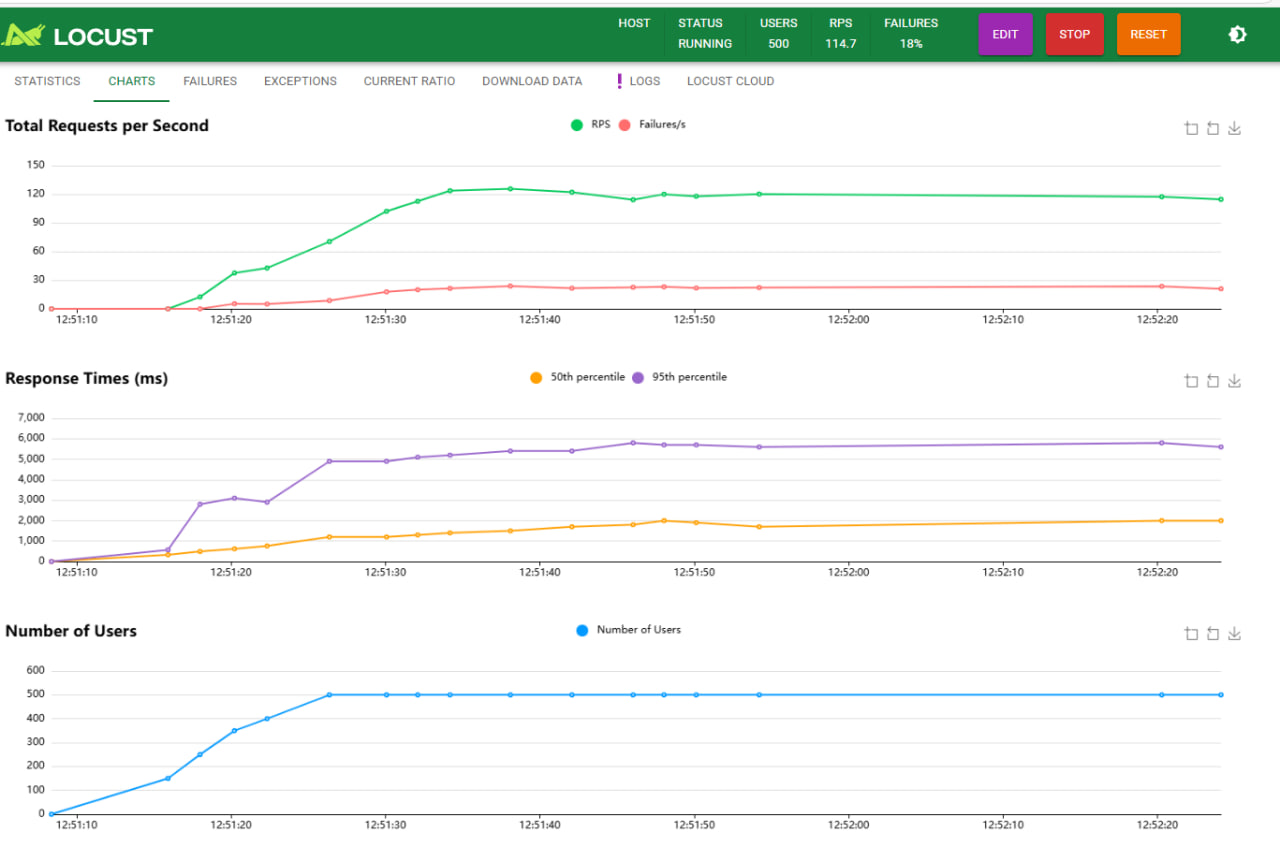 LOCUST
HOST
STATUS
RUNNING
USERS
500
RPS
114.7
FAILURES
18%
EDIT
STOP
RESET
STATISTICS CHARTS FAILURES EXCEPTIONS CURRENT RATIO DOWNLOAD DATA LOGS LOCUST CLOUD
Total Requests per Second
RPS Failures/s
150
120
90
60
30
0
12:51:10 12:51:20 12:51:30 12:51:40 12:51:50 12:52:00 12:52:10 12:52:20
Response Times (ms)
50th percentile 95th percentile
7,000
6,000
5,000
4,000
3,000
2,000
1,000
0
12:51:10 12:51:20 12:51:30 12:51:40 12:51:50 12:52:00 12:52:10 12:52:20
Number of Users
Number of Users
600
500
400
300
200
100
0
12:51:10 12:51:20 12:51:30 12:51:40 12:51:50 12:52:00 12:52:10 12:52:20